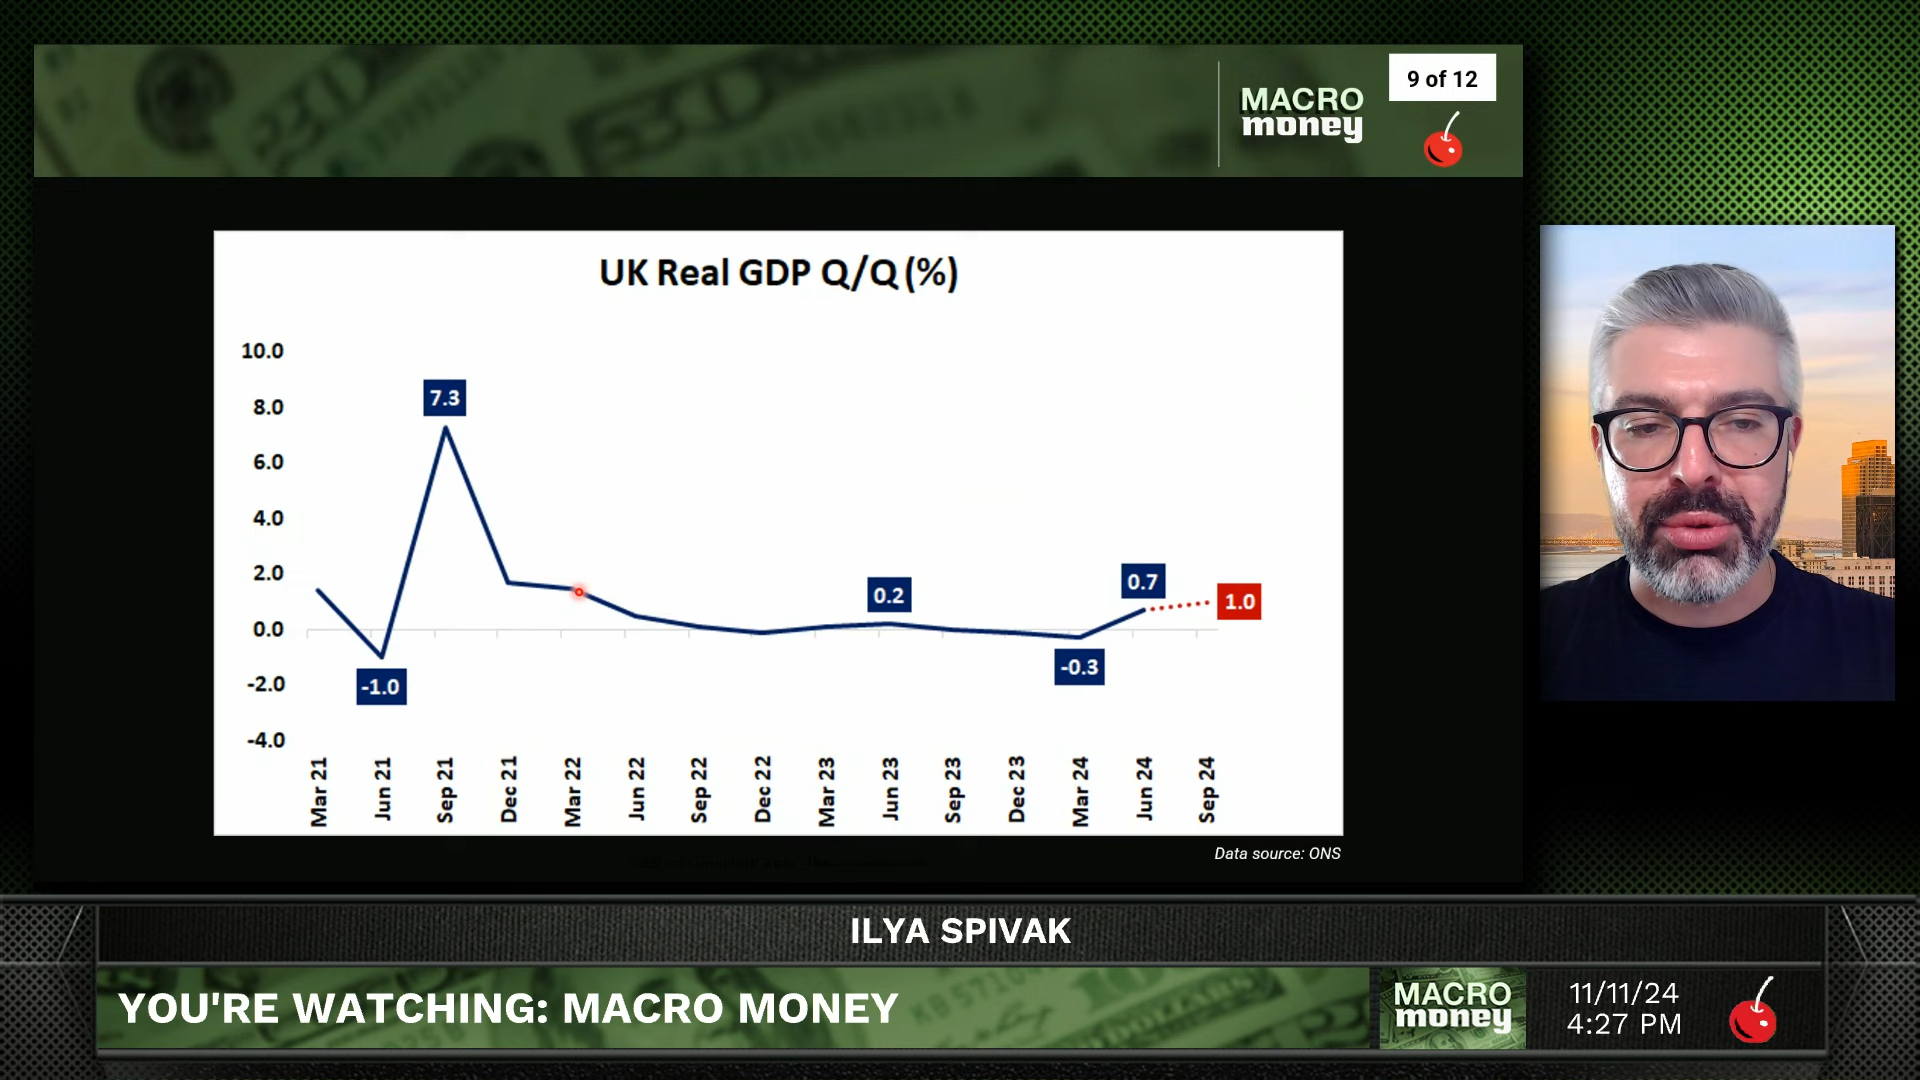 MACRO
money
9 of 12
UK Real GDP Q/Q (%)
10.0
8.0
6.0
4.0
2.0
0.0
-2.0
-4.0
7.3
-1.0
0.2
-0.3
0.7
1.0
Mar 21
Jun 21
Sep 21
Dec 21
Mar 22
Jun 22
Sep 22
Dec 22
Mar 23
Jun 23
Sep 23
Dec 23
Mar 24
Jun 24
Sep 24
Data source: ONS
ILYA SPIVAK
YOU'RE WATCHING: MACRO MONEY
MACRO
money
11/11/24
4:27 PM